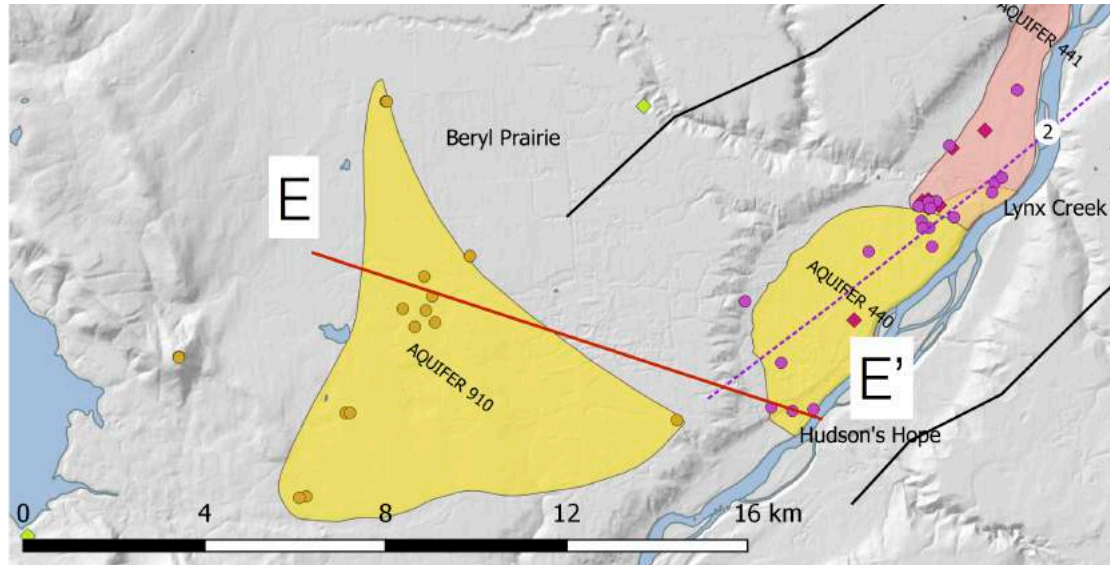 AQUIFER 441
Beryl Prairie
2
E
Lynx Creek
AQUIFER 440
AQUIFER 910
E'
Hudson's Hope
0 4 8 12 16 km